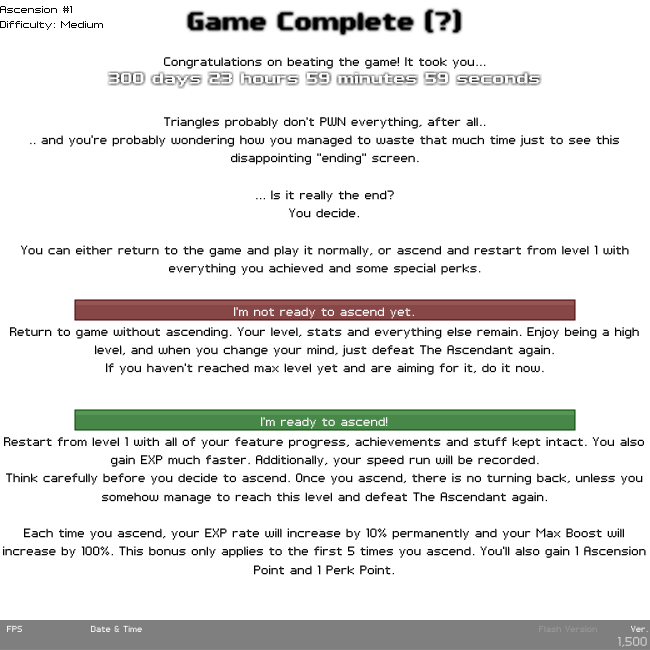 Ascension #1
Difficulty: Medium
Game Complete (?)
Congratulations on beating the game! It took you...
300 days 23 hours 59 minutes 59 seconds
Triangles probably don't PWN everything, after all..
.. and you're probably wondering how you managed to waste that much time just to see this
disappointing "ending" screen.
... Is it really the end?
You decide.
You can either return to the game and play it normally, or ascend and restart from level 1 with
everything you achieved and some special perks.
I'm not ready to ascend yet.
Return to game without ascending. Your level, stats and everything else remain. Enjoy being a high
level, and when you change your mind, just defeat The Ascendant again.
If you haven't reached max level yet and are aiming for it, do it now.
I'm ready to ascend!
Restart from level 1 with all of your feature progress, achievements and stuff kept intact. You also
gain EXP much faster. Additionally, your speed run will be recorded.
Think carefully before you decide to ascend. Once you ascend, there is no turning back, unless you
somehow manage to reach this level and defeat The Ascendant again.
Each time you ascend, your EXP rate will increase by 10% permanently and your Max Boost will
increase by 100%. This bonus only applies to the first 5 times you ascend. You'll also gain 1 Ascension
Point and 1 Perk Point.
FPS Date & Time Flash Version Ver.
1,500